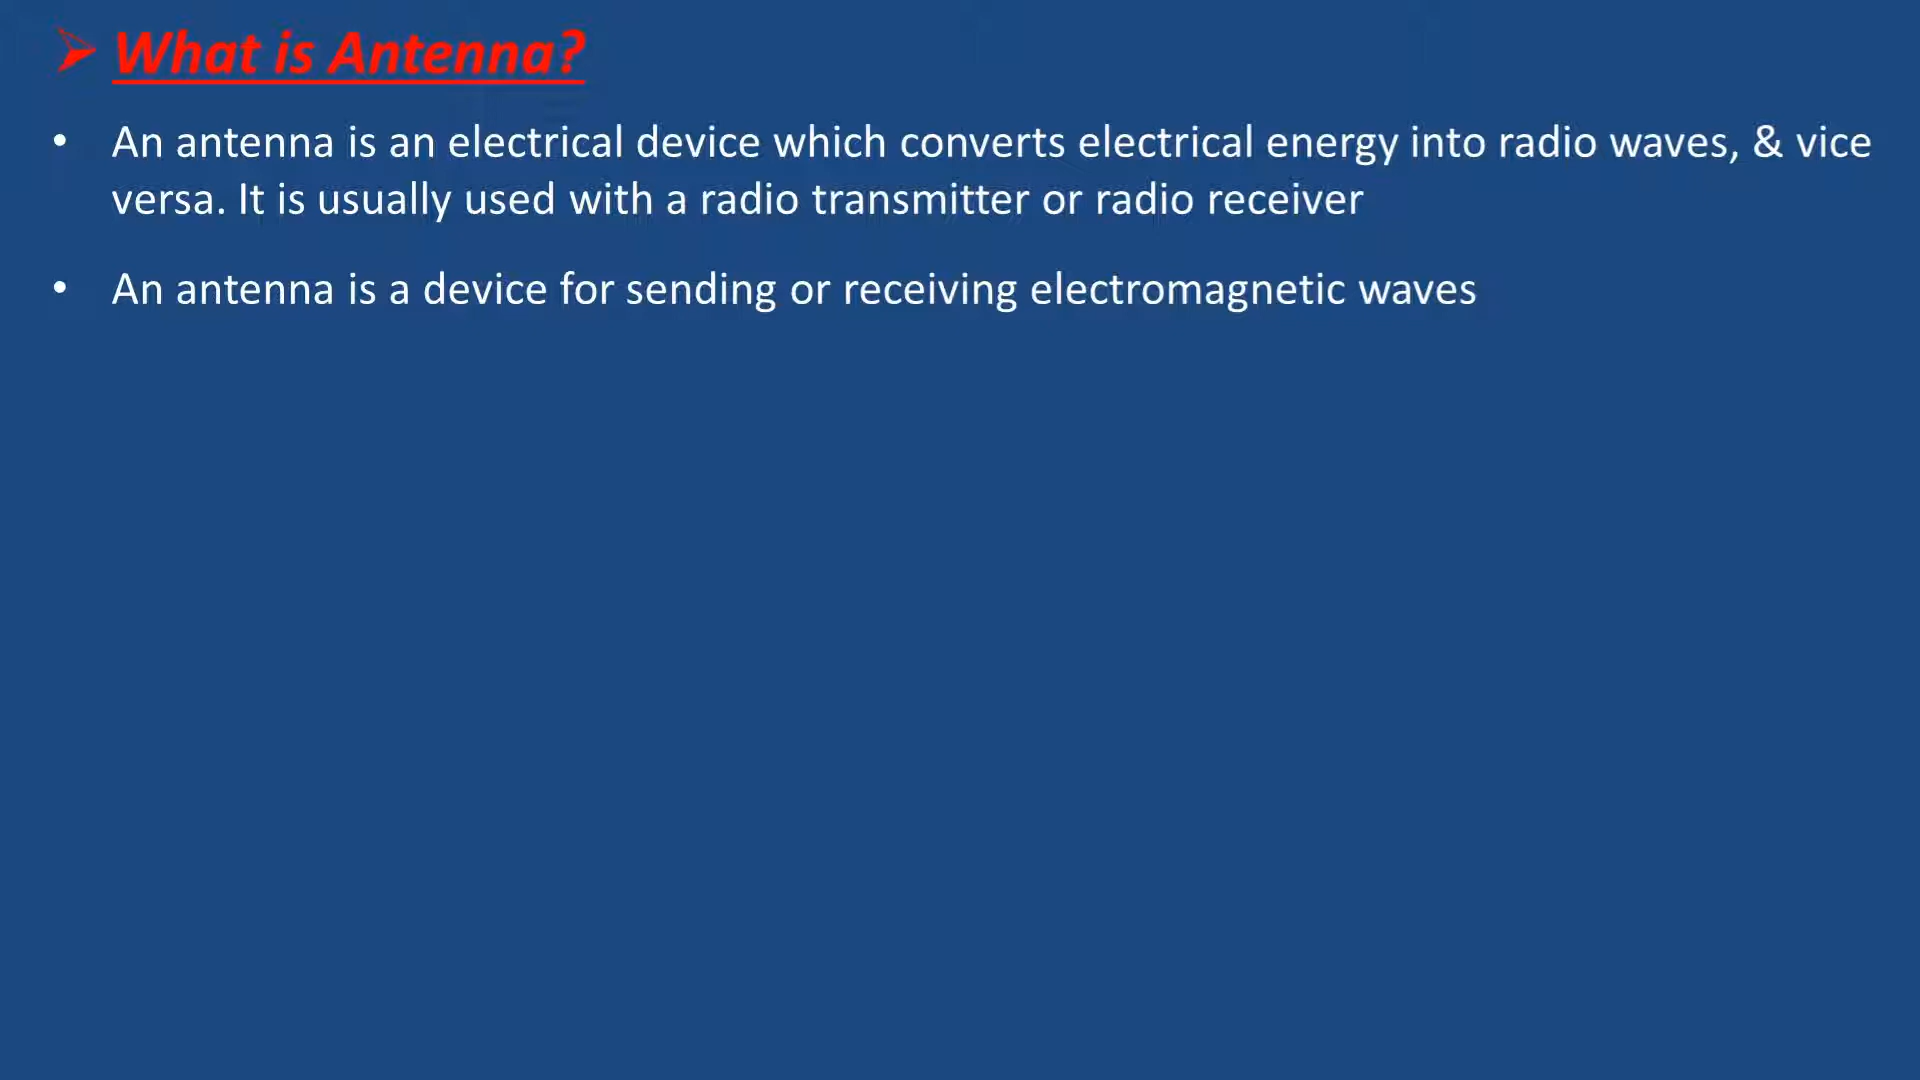 ➢ What is Antenna?
• An antenna is an electrical device which converts electrical energy into radio waves, & vice
versa. It is usually used with a radio transmitter or radio receiver
• An antenna is a device for sending or receiving electromagnetic waves